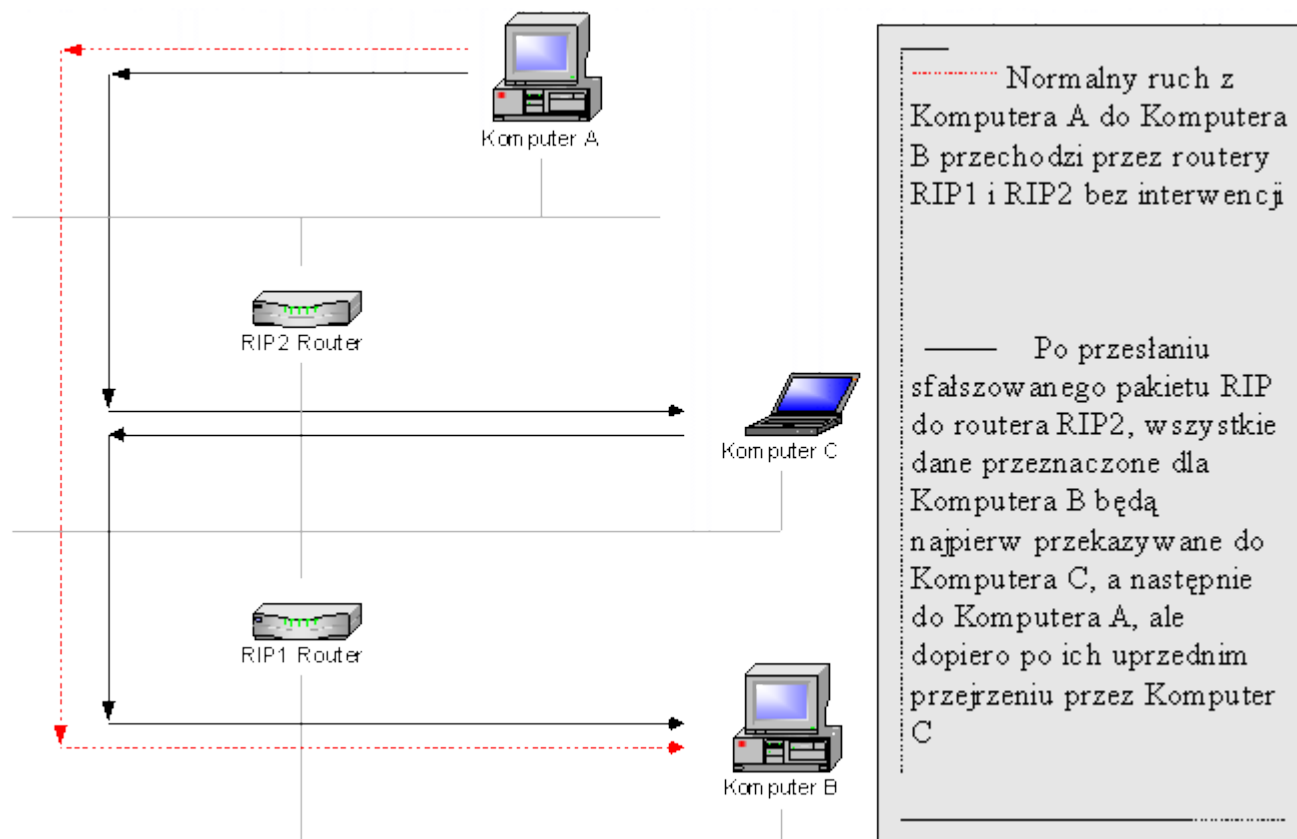 Komputer A
RIP2 Router
Komputer C
RIP1 Router
Komputer B
Normalny ruch z
Komputera A do Komputera
B przechodzi przez routery
RIP1 i RIP2 bez interwencji
Po przesłaniu
sfałszowanego pakietu RIP
do routera RIP2, wszystkie
dane przeznaczone dla
Komputera B będą
najpierw przekazywane do
Komputera C, a następnie
do Komputera A, ale
dopiero po ich uprzednim
przejrzeniu przez Komputer
C